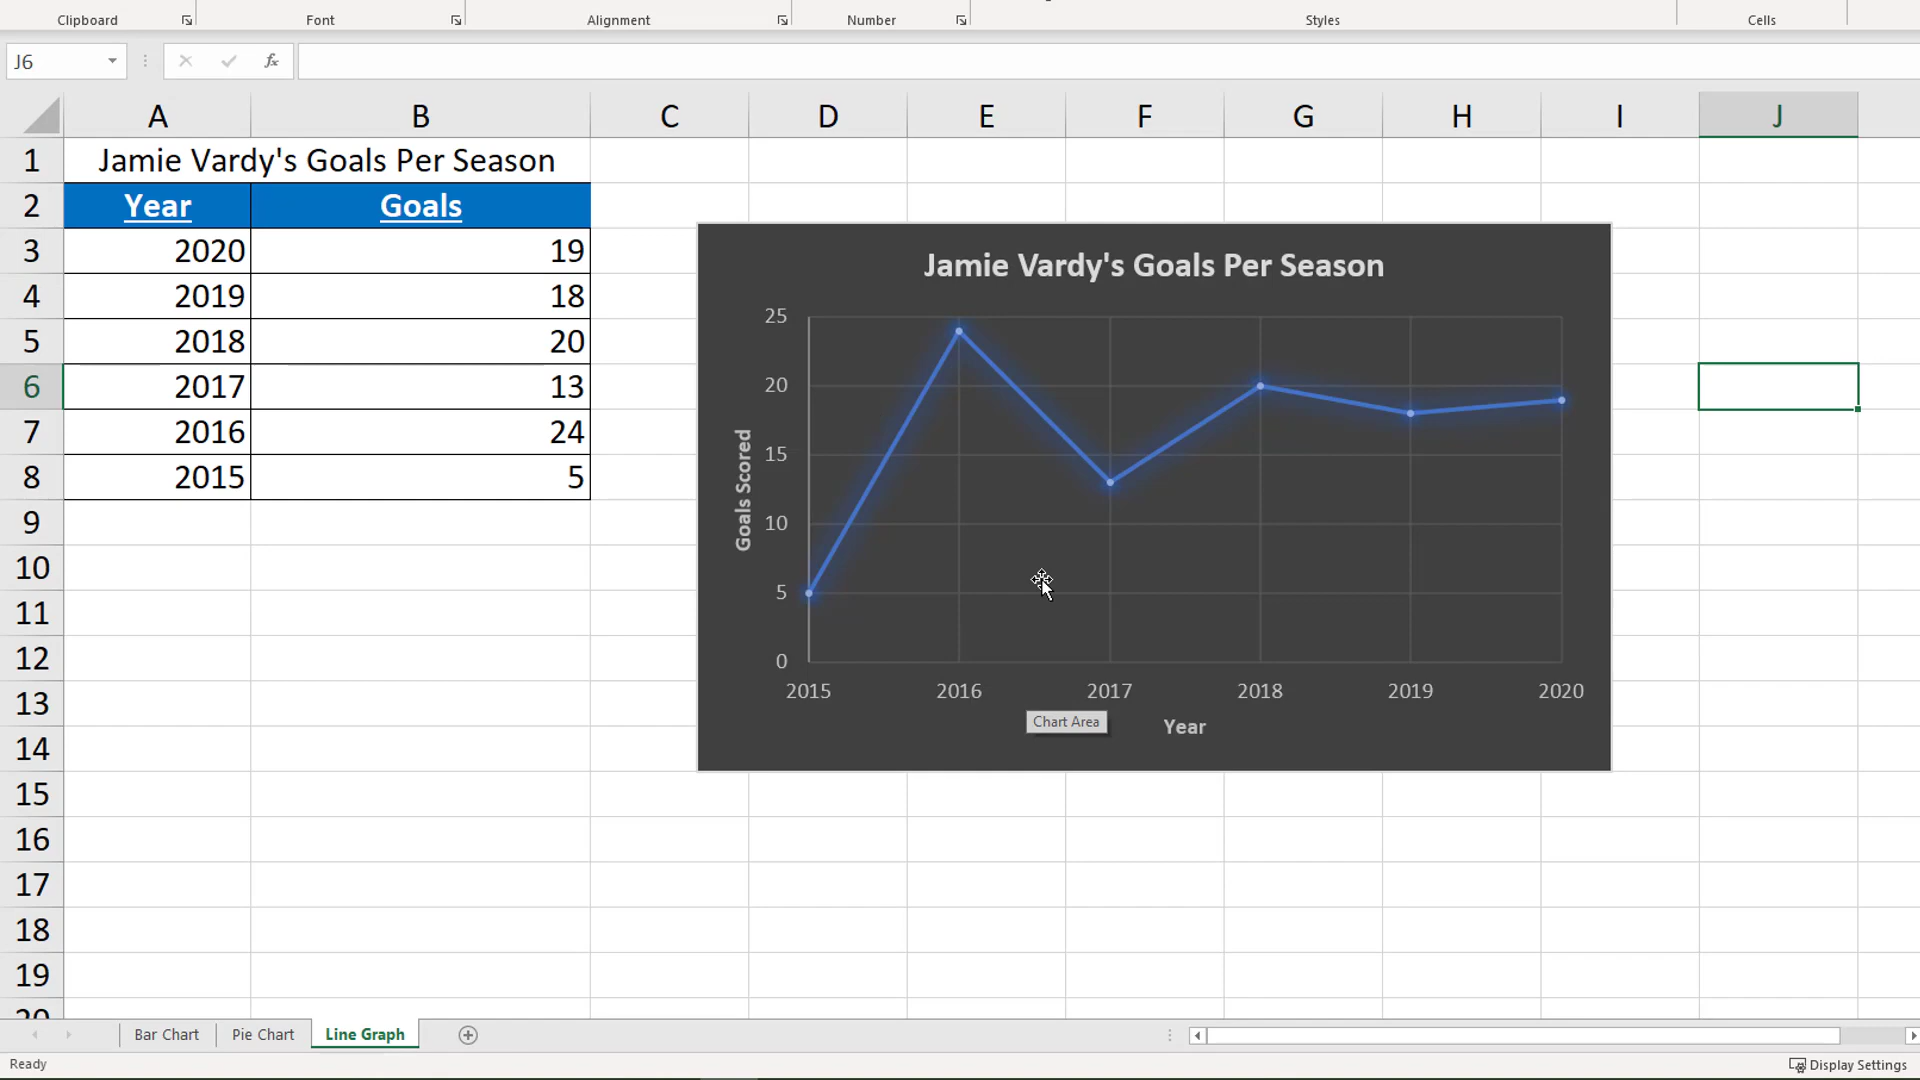 Clipboard Font Alignment Number Styles Cells
J6 fx
A B C D E F G H I J
1 Jamie Vardy's Goals Per Season
2 Year Goals
3 2020 19
4 2019 18
5 2018 20
6 2017 13
7 2016 24
8 2015 5
9
10
11
12
13
14
15
16
17
18
19
20
Jamie Vardy's Goals Per Season
25
20
15
10
5
0
Goals Scored
2015 2016 2017 2018 2019 2020
Chart Area
Year
Bar Chart Pie Chart Line Graph
Ready Display Settings